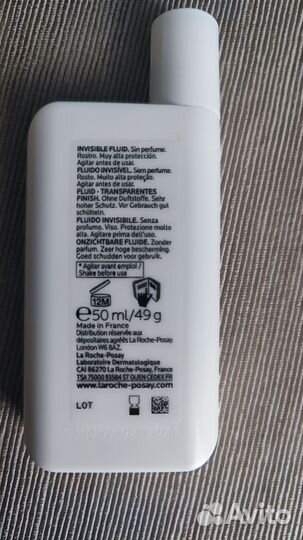 INVISIBLE FLUID. Sin perfume.
Rostro. Muy alta protección.
Agitar antes de usar.
FLUIDO INVISÍVEL. Sem perfume.
Rosto. Muito alta proteção.
Agitar antes de usar.
FLUID - TRANSPARENTES
FINISH. Ohne Duftstoffe. Sehr
hoher Schutz. Vor Gebrauch gut
schütteln.
FLUIDO INVISIBILE. Senza
profumo. Viso. Protezione molto
alta. Agitare prima dell'uso.
ONZICHTBARE FLUIDE. Zonder
parfum. Zeer hoge bescherming.
Goed schudden voor gebruik.
* Agiter avant emploi /
Shake before use
12M
℮50 ml/49 g
Made in France
Distribution réservée aux
dépositaires agréés La Roche-Posay.
London W6 8AZ.
La Roche-Posay
Laboratoire Dermatologique
CAI 86270 La Roche-Posay, France
TSA 75000 93584 ST OUEN CEDEX FR
www.laroche-posay.com
LOT
Avito